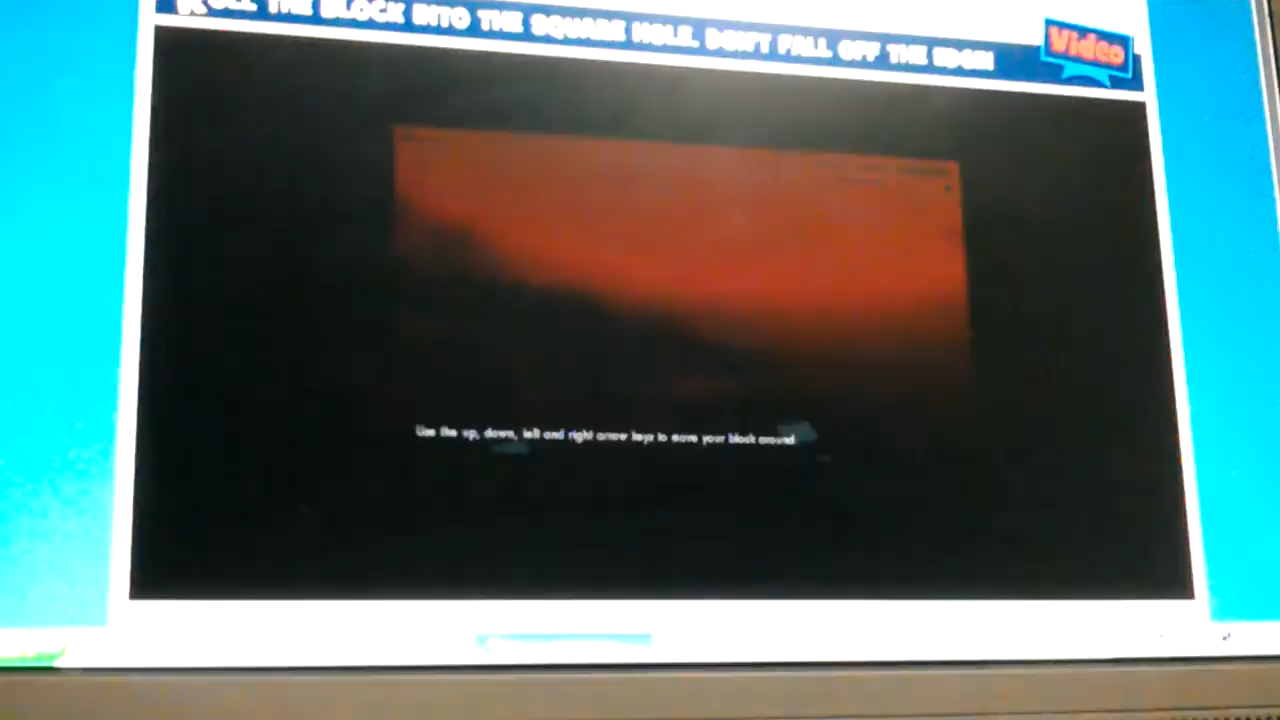 ROLL THE BLOCK INTO THE SQUARE HOLE. DON'T FALL OFF THE EDGE!
Video
Use the up, down, left and right arrow keys to move your block around